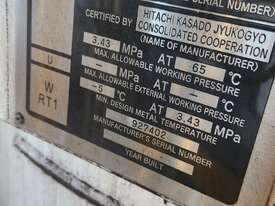 (SERIAL NUMBER)
CERTIFIED BY HITACHI KASADO JYUKOGYO
CONSOLIDATED COOPERATION
(NAME OF MANUFACTURER)
3.43 MPa AT 65 °C
MAX. ALLOWABLE WORKING PRESSURE
U
- MPa AT - °C
MAX. ALLOWABLE EXTERNAL WORKING PRESSURE
W
-5 °C AT 3.43 MPa
RT1
MIN. DESIGN METAL TEMPERATURE
927402
MANUFACTURER'S SERIAL NUMBER
YEAR BUILT